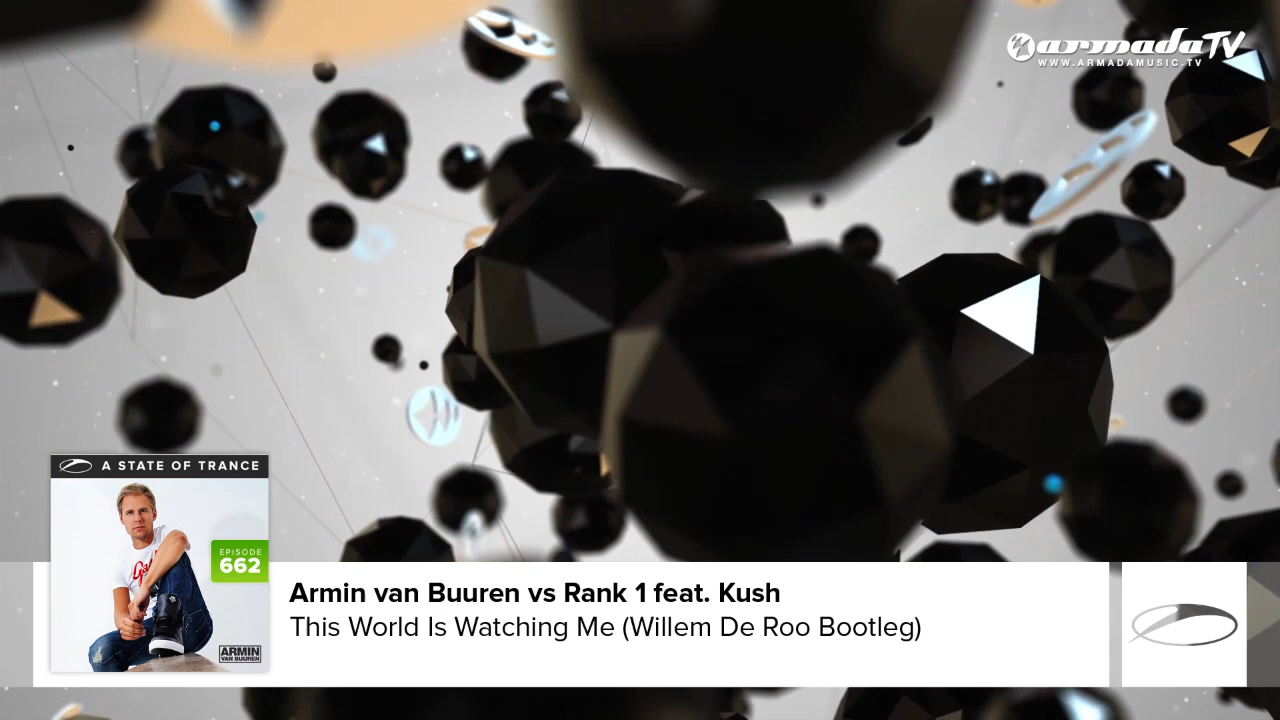 armadaTV
WWW.ARMADAMUSIC.TV
A STATE OF TRANCE
EPISODE
662
ARMIN
VAN BUUREN
Armin van Buuren vs Rank 1 feat. Kush
This World Is Watching Me (Willem De Roo Bootleg)